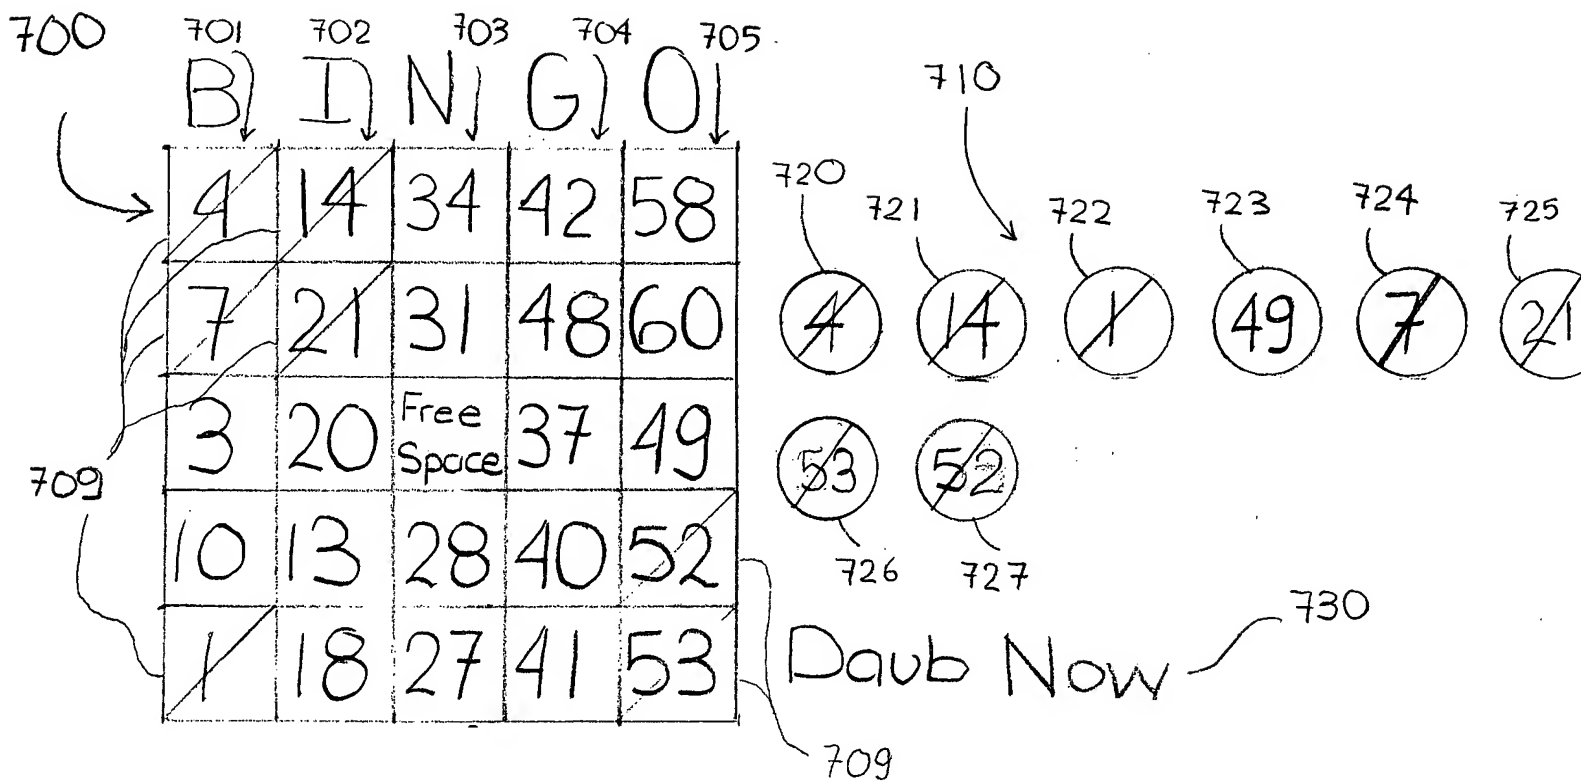 700 701 702 703 704 705
B I N G O
710
4 14 34 42 58
720 721 722 723 724 725
7 21 31 48 60
4 14 1 49 7 21
3 20 Free Space 37 49
53 52
709
10 13 28 40 52
726 727
1 18 27 41 53
Daub Now 730
709